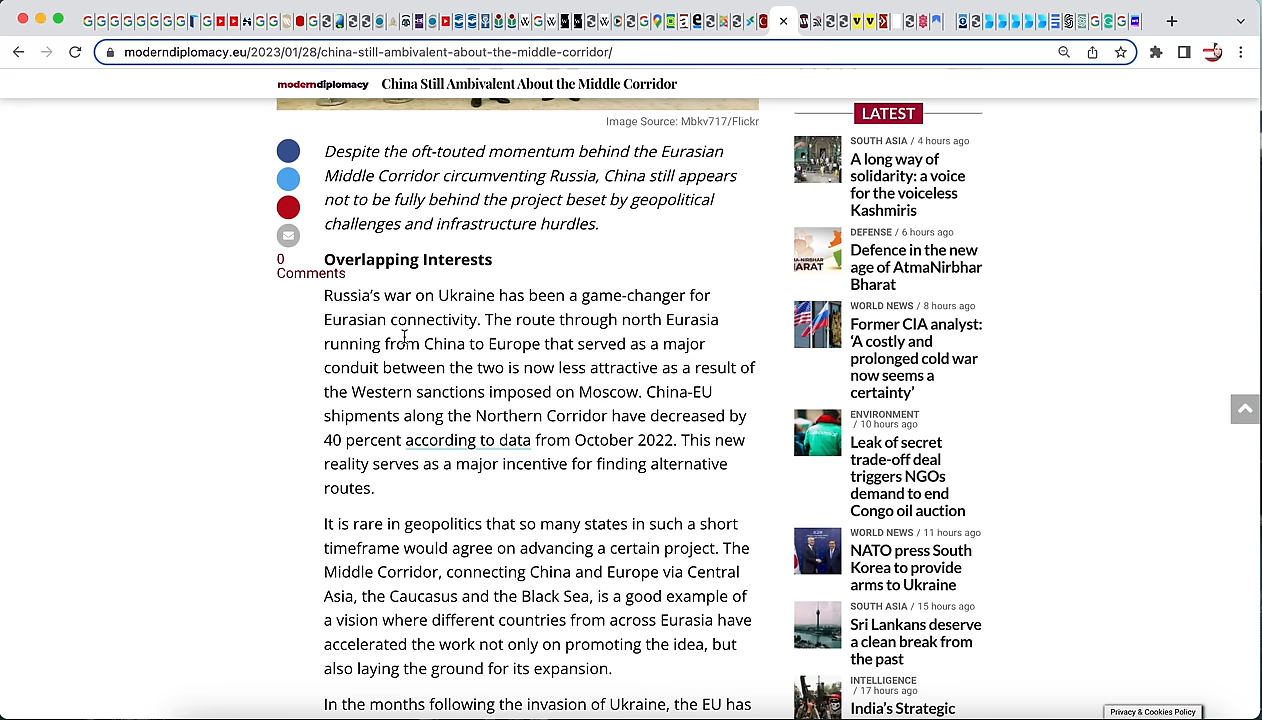 moderndiplomacy.eu/2023/01/28/china-still-ambivalent-about-the-middle-corridor/
moderndiplomacy China Still Ambivalent About the Middle Corridor
Image Source: Mbkv717/Flickr
Despite the oft-touted momentum behind the Eurasian
Middle Corridor circumventing Russia, China still appears
not to be fully behind the project beset by geopolitical
challenges and infrastructure hurdles.
0
Comments
Overlapping Interests
Russia's war on Ukraine has been a game-changer for
Eurasian connectivity. The route through north Eurasia
running from China to Europe that served as a major
conduit between the two is now less attractive as a result of
the Western sanctions imposed on Moscow. China-EU
shipments along the Northern Corridor have decreased by
40 percent according to data from October 2022. This new
reality serves as a major incentive for finding alternative
routes.
It is rare in geopolitics that so many states in such a short
timeframe would agree on advancing a certain project. The
Middle Corridor, connecting China and Europe via Central
Asia, the Caucasus and the Black Sea, is a good example of
a vision where different countries from across Eurasia have
accelerated the work not only on promoting the idea, but
also laying the ground for its expansion.
In the months following the invasion of Ukraine, the EU has
LATEST
SOUTH ASIA / 4 hours ago
A long way of
solidarity: a voice
for the voiceless
Kashmiris
DEFENSE / 6 hours ago
Defence in the new
age of AtmaNirbhar
Bharat
WORLD NEWS / 8 hours ago
Former CIA analyst:
‘A costly and
prolonged cold war
now seems a
certainty’
ENVIRONMENT
/ 10 hours ago
Leak of secret
trade-off deal
triggers NGOs
demand to end
Congo oil auction
WORLD NEWS / 11 hours ago
NATO press South
Korea to provide
arms to Ukraine
SOUTH ASIA / 15 hours ago
Sri Lankans deserve
a clean break from
the past
INTELLIGENCE
/ 17 hours ago
India's Strategic
Privacy & Cookies Policy